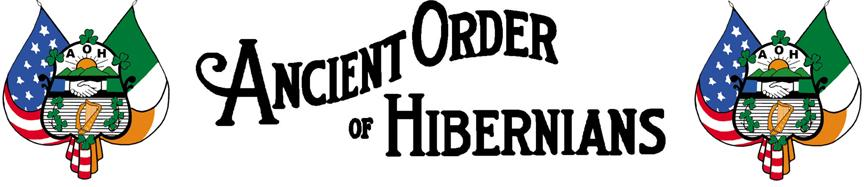 AOH
ANCIENT ORDER
OF HIBERNIANS
AOH